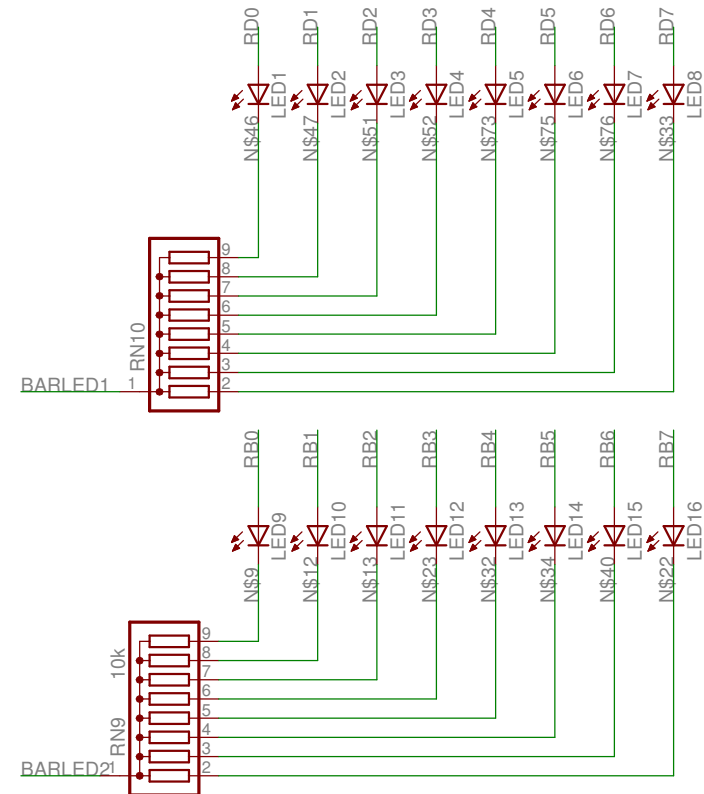 RD0 RD1 RD2 RD3 RD4 RD5 RD6 RD7
LED1 LED2 LED3 LED4 LED5 LED6 LED7 LED8
N$46 N$47 N$51 N$52 N$73 N$75 N$76 N$33
9
8
7
6
5
4
3
2
RN10
BARLED1 1
RB0 RB1 RB2 RB3 RB4 RB5 RB6 RB7
LED9 LED10 LED11 LED12 LED13 LED14 LED15 LED16
N$9 N$12 N$13 N$23 N$32 N$34 N$40 N$22
9
8
7
6
5
4
3
2
10k
RN9
BARLED2 1